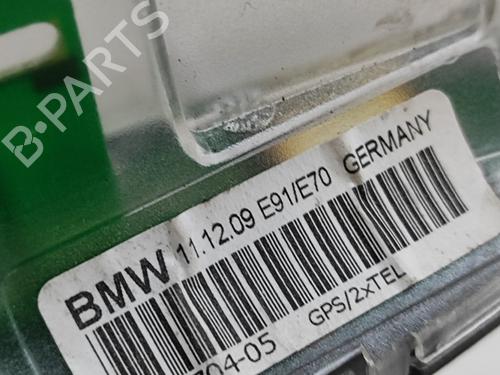 B-PARTS
BMW 11.12.09 E91/E70 GERMANY
704-05 GPS/2xTEL